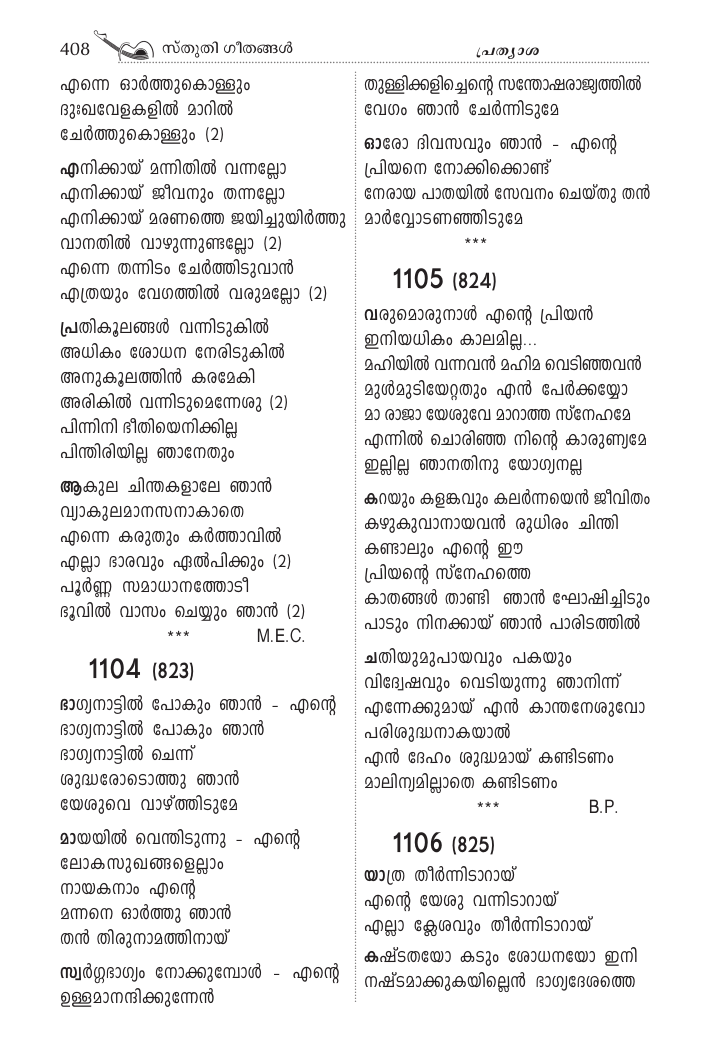 408 സ്തുതി ഗീതങ്ങൾ
പ്രത്യാശ
എന്നെ ഓർത്തുകൊള്ളും
ദുഃഖവേളകളിൽ മാറിൽ
ചേർത്തുകൊള്ളും (2)
എനിക്കായ് മന്നിതിൽ വന്നല്ലോ
എനിക്കായ് ജീവനും തന്നല്ലോ
എനിക്കായ് മരണത്തെ ജയിച്ചുയിർത്തു
വാനതിൽ വാഴുന്നുണ്ടല്ലോ (2)
എന്നെ തന്നിടം ചേർത്തിടുവാൻ
എത്രയും വേഗത്തിൽ വരുമല്ലോ (2)
പ്രതികൂലങ്ങൾ വന്നിടുകിൽ
അധികം ശോധന നേരിടുകിൽ
അനുകൂലത്തിൻ കരമേകി
അരികിൽ വന്നിടുമെന്നേശു (2)
പിന്നിനി ഭീതിയെനിക്കില്ല
പിന്തിരിയില്ല ഞാനേതും
ആകുല ചിന്തകളാലേ ഞാൻ
വ്യാകുലമാനസനാകാതെ
എന്നെ കരുതും കർത്താവിൽ
എല്ലാ ഭാരവും ഏൽപിക്കും (2)
പൂർണ്ണ സമാധാനത്തോടീ
ഭൂവിൽ വാസം ചെയ്യും ഞാൻ (2)
*** M.E.C.
1104 (823)
ഭാഗ്യനാട്ടിൽ പോകും ഞാൻ - എന്റെ
ഭാഗ്യനാട്ടിൽ പോകും ഞാൻ
ഭാഗ്യനാട്ടിൽ ചെന്ന്
ശുദ്ധരോടൊത്തു ഞാൻ
യേശുവെ വാഴ്ത്തിടുമേ
മായയിൽ വെന്തിടുന്നു - എന്റെ
ലോകസുഖങ്ങളെല്ലാം
നായകനാം എന്റെ
മന്നനെ ഓർത്തു ഞാൻ
തൻ തിരുനാമത്തിനായ്
സ്വർഗ്ഗഭാഗ്യം നോക്കുമ്പോൾ - എന്റെ
ഉള്ളമാനന്ദിക്കുന്നേൻ
തുള്ളിക്കളിച്ചെന്റെ സന്തോഷരാജ്യത്തിൽ
വേഗം ഞാൻ ചേർന്നിടുമേ
ഓരോ ദിവസവും ഞാൻ - എന്റെ
പ്രിയനെ നോക്കിക്കൊണ്ട്
നേരായ പാതയിൽ സേവനം ചെയ്തു തൻ
മാർവ്വോടണഞ്ഞിടുമേ
***
1105 (824)
വരുമൊരുനാൾ എന്റെ പ്രിയൻ
ഇനിയധികം കാലമില്ല...
മഹിയിൽ വന്നവൻ മഹിമ വെടിഞ്ഞവൻ
മുൾമുടിയേറ്റതും എൻ പേർക്കയ്യോ
മാ രാജാ യേശുവേ മാറാത്ത സ്നേഹമേ
എന്നിൽ ചൊരിഞ്ഞ നിന്റെ കാരുണ്യമേ
ഇല്ലില്ല ഞാനതിനു യോഗ്യനല്ല
കറയും കളങ്കവും കലർന്നയെൻ ജീവിതം
കഴുകുവാനായവൻ രുധിരം ചിന്തി
കണ്ടാലും എന്റെ ഈ
പ്രിയന്റെ സ്നേഹത്തെ
കാതങ്ങൾ താണ്ടി ഞാൻ ഘോഷിച്ചിടും
പാടും നിനക്കായ് ഞാൻ പാരിടത്തിൽ
ചതിയുമുപായവും പകയും
വിദ്വേഷവും വെടിയുന്നു ഞാനിന്ന്
എന്നേക്കുമായ് എൻ കാന്തനേശുവോ
പരിശുദ്ധനാകയാൽ
എൻ ദേഹം ശുദ്ധമായ് കണ്ടിടണം
മാലിന്യമില്ലാതെ കണ്ടിടണം
*** B.P.
1106 (825)
യാത്ര തീർന്നിടാറായ്
എന്റെ യേശു വന്നിടാറായ്
എല്ലാ ക്ലേശവും തീർന്നിടാറായ്
കഷ്ടതയോ കടും ശോധനയോ ഇനി
നഷ്ടമാക്കുകയില്ലെൻ ഭാഗ്യദേശത്തെ